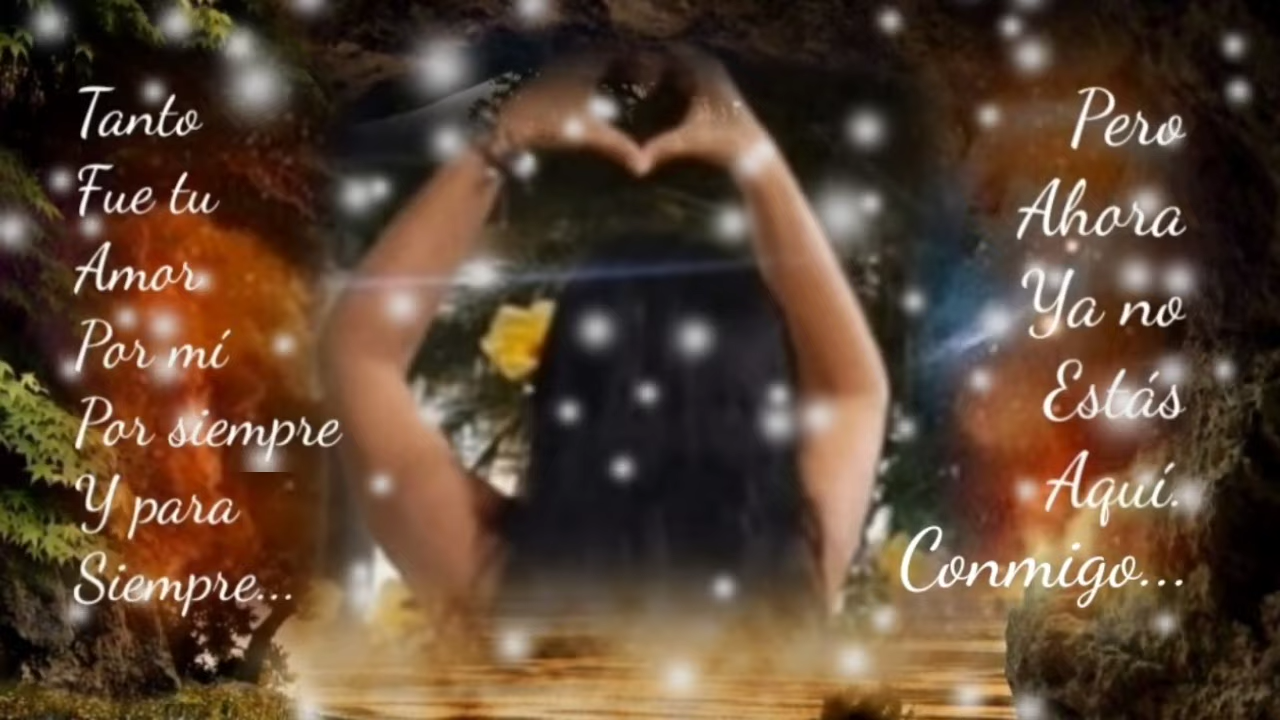 Tanto
Fue tu
Amor
Por mí
Por siempre
Y para
Siempre...
Pero
Ahora
Ya no
Estás
Aquí.
Conmigo...